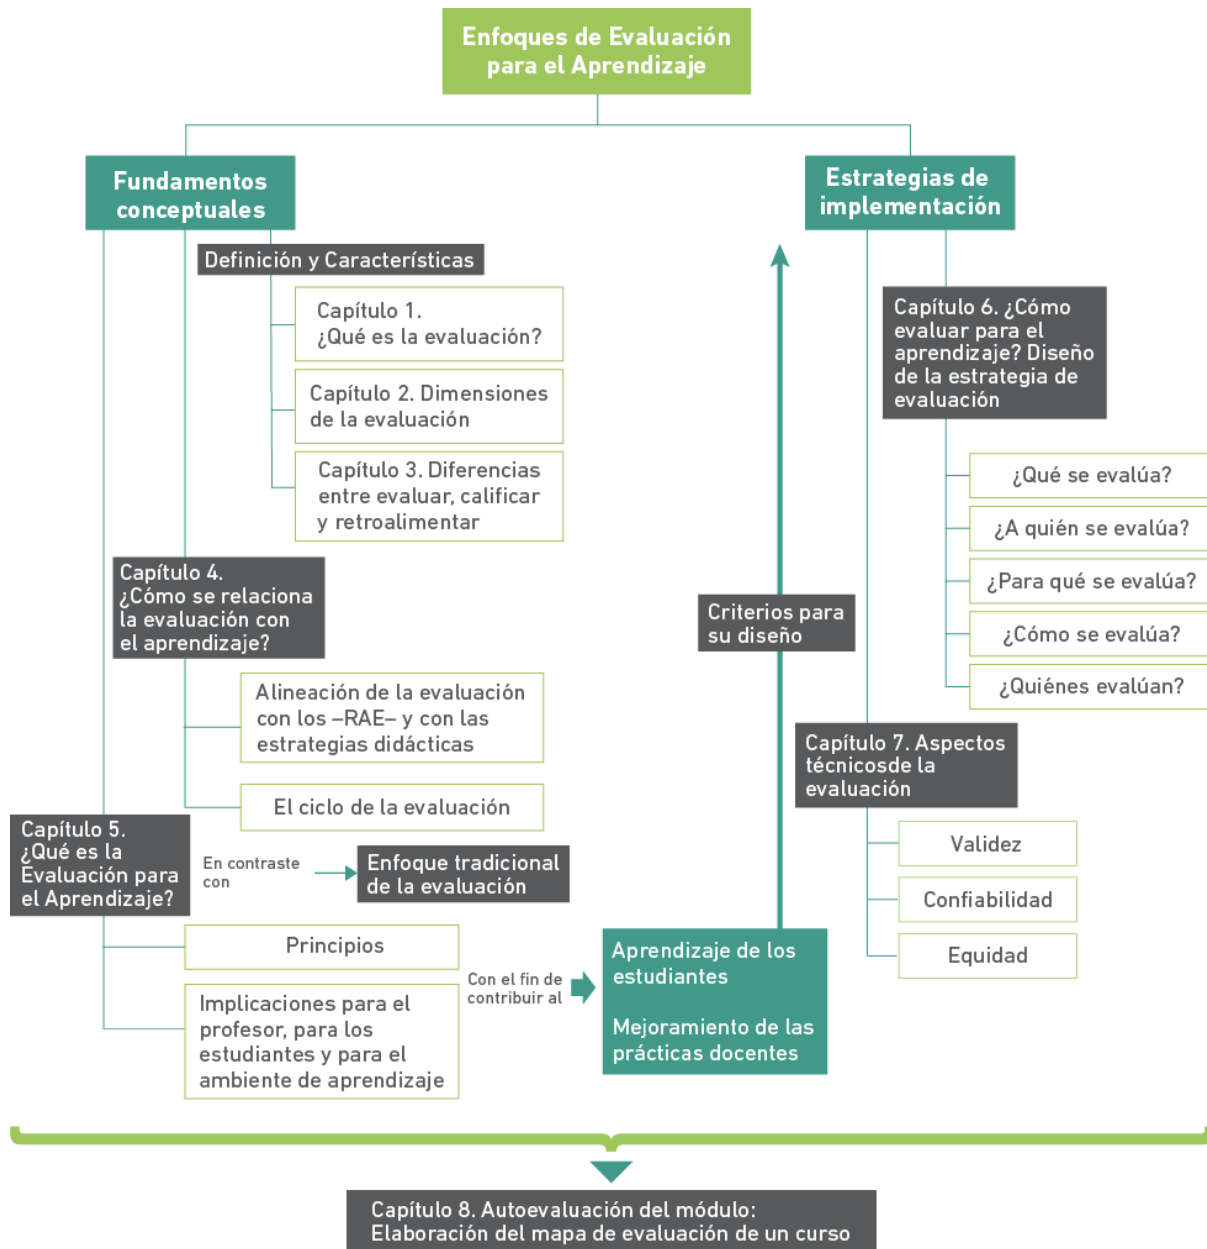 Enfoques de Evaluación
para el Aprendizaje
Fundamentos
conceptuales
Definición y Características
Capítulo 1.
¿Qué es la evaluación?
Capítulo 2. Dimensiones
de la evaluación
Capítulo 3. Diferencias
entre evaluar, calificar
y retroalimentar
Capítulo 4.
¿Cómo se relaciona
la evaluación con
el aprendizaje?
Alineación de la evaluación
con los –RAE– y con las
estrategias didácticas
El ciclo de la evaluación
Capítulo 5.
¿Qué es la
Evaluación para
el Aprendizaje?
En contraste
con
Enfoque tradicional
de la evaluación
Principios
Implicaciones para el
profesor, para los
estudiantes y para el
ambiente de aprendizaje
Con el fin de
contribuir al
Aprendizaje de los
estudiantes
Mejoramiento de las
prácticas docentes
Criterios para
su diseño
Estrategias de
implementación
Capítulo 6. ¿Cómo
evaluar para el
aprendizaje? Diseño
de la estrategia de
evaluación
¿Qué se evalúa?
¿A quién se evalúa?
¿Para qué se evalúa?
¿Cómo se evalúa?
¿Quiénes evalúan?
Capítulo 7. Aspectos
técnicosde la
evaluación
Validez
Confiabilidad
Equidad
Capítulo 8. Autoevaluación del módulo:
Elaboración del mapa de evaluación de un curso